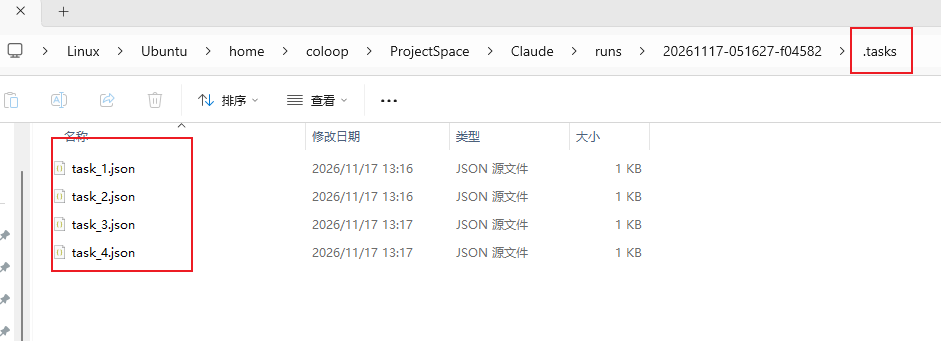 Linux > Ubuntu > home > coloop > ProjectSpace > Claude > runs > 20261117-051627-f04582 > .tasks
排序 查看
名称 修改日期 类型 大小
task_1.json 2026/11/17 13:16 JSON 源文件 1 KB
task_2.json 2026/11/17 13:16 JSON 源文件 1 KB
task_3.json 2026/11/17 13:17 JSON 源文件 1 KB
task_4.json 2026/11/17 13:17 JSON 源文件 1 KB